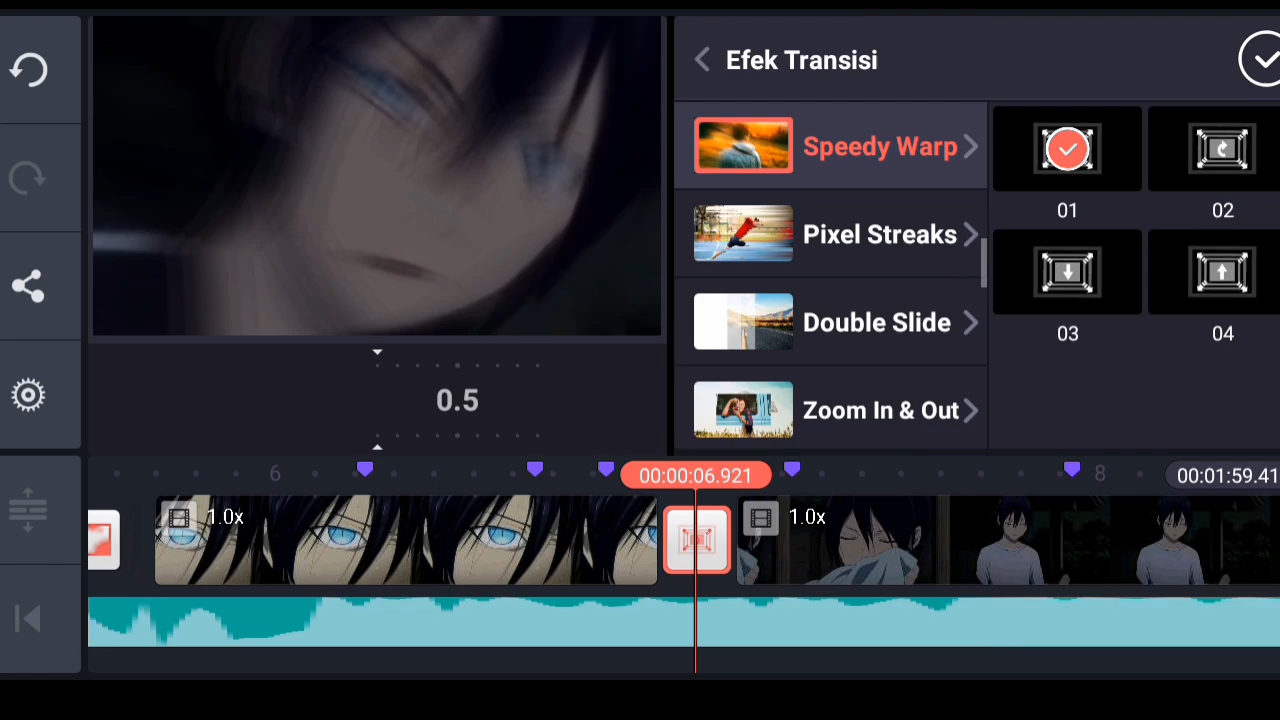 Efek Transisi
Speedy Warp
Pixel Streaks
Double Slide
Zoom In & Out
01
02
03
04
0.5
6
00:00:06.921
8
00:01:59.41
1.0x
1.0x